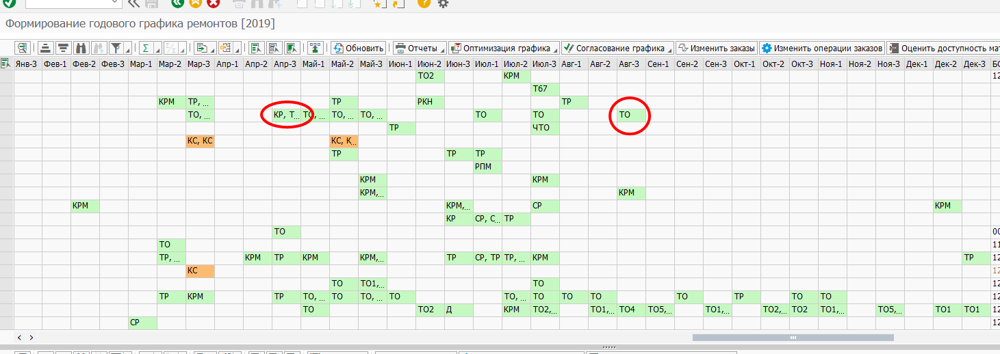 Формирование годового графика ремонтов [2019]
Обновить Отчеты Оптимизация графика Согласование графика Изменить заказы Изменить операции заказов Оценить доступность мат
Янв-3 Фев-1 Фев-2 Фев-3 Мар-1 Мар-2 Мар-3 Апр-1 Апр-2 Апр-3 Май-1 Май-2 Май-3 Июн-1 Июн-2 Июн-3 Июл-1 Июл-2 Июл-3 Авг-1 Авг-2 Авг-3 Сен-1 Сен-2 Сен-3 Окт-1 Окт-2 Окт-3 Ноя-1 Ноя-2 Ноя-3 Дек-1 Дек-2 Дек-3 БО
ТО2 КРМ 12
Т67
КРМ ТР, ... ТР РКН ТР
ТО, ... КР, Т... ТО, ... ТО, ... ТО, ... ТО ТО ТО
ТР ЧТО
КС, КС КС, К...
ТР ТР ТР
РПМ
КРМ КРМ
КРМ,... КРМ
КРМ КРМ,... СР КРМ
КР СР, С... ТР
ТО 00
ТО 11
ТР, ... КРМ ТР КРМ КРМ,... ТР СР, ТР ТР, ... КРМ ТР 12
КС 12
ТО ТО1,... ТО 12
ТР КРМ ТР ТО, ... ТО ТО, ... ТО ТО, ... ТО ТО ТО ТО ТР ТО ТО 12
ТО ТО2 Д КРМ ТО2,... ТО1,... ТО4 ТО5,... ТО1,... ТО2,... ТО2 ТО1,... ТО5,... ТО1 ТО1 12
СР 12